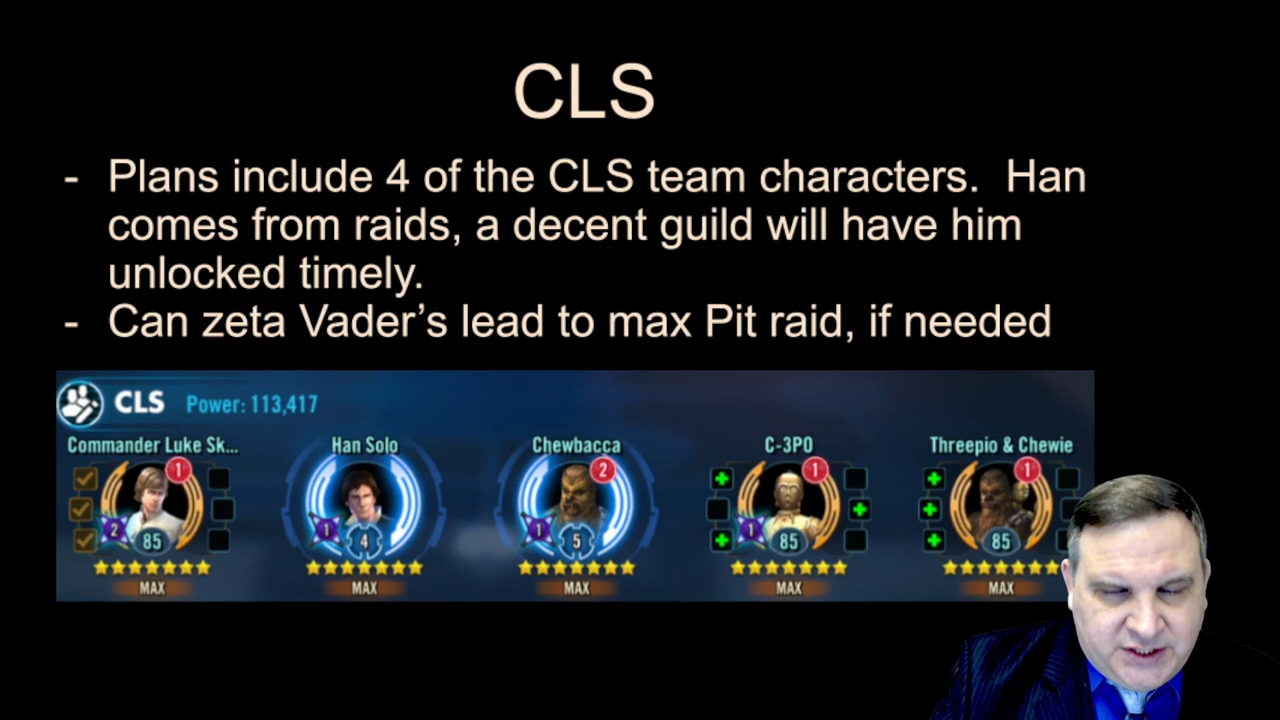 CLS
- Plans include 4 of the CLS team characters. Han
comes from raids, a decent guild will have him
unlocked timely.
- Can zeta Vader's lead to max Pit raid, if needed
CLS Power: 113,417
Commander Luke Sk... Han Solo Chewbacca C-3PO Threepio & Chewie
1 2 1 1
2 85 1 4 1 5 1 85 85
MAX MAX MAX MAX MAX